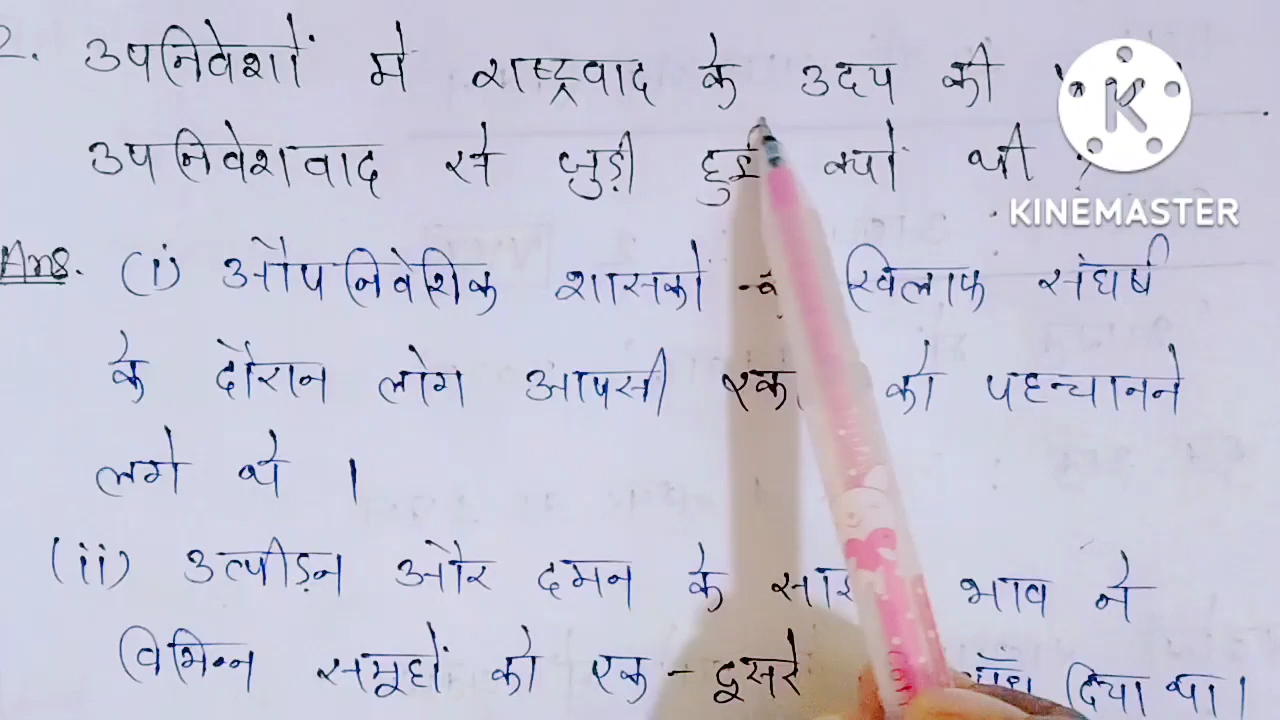 2. उपनिवेशों मे राष्ट्रवाद के उदय की
उपनिवेशवाद से जुड़ी हुई क्यों थी ?
Ans. (i) औपनिवेशिक शासकों खिलाफ संघर्ष
के दौरान लोग आपसी को पहचानने
लगे थे ।
(ii) उत्पीड़न और दमन के भाव ने
विभिन्न समूहों को एक - दूसरे दिया था।
K
KINEMASTER